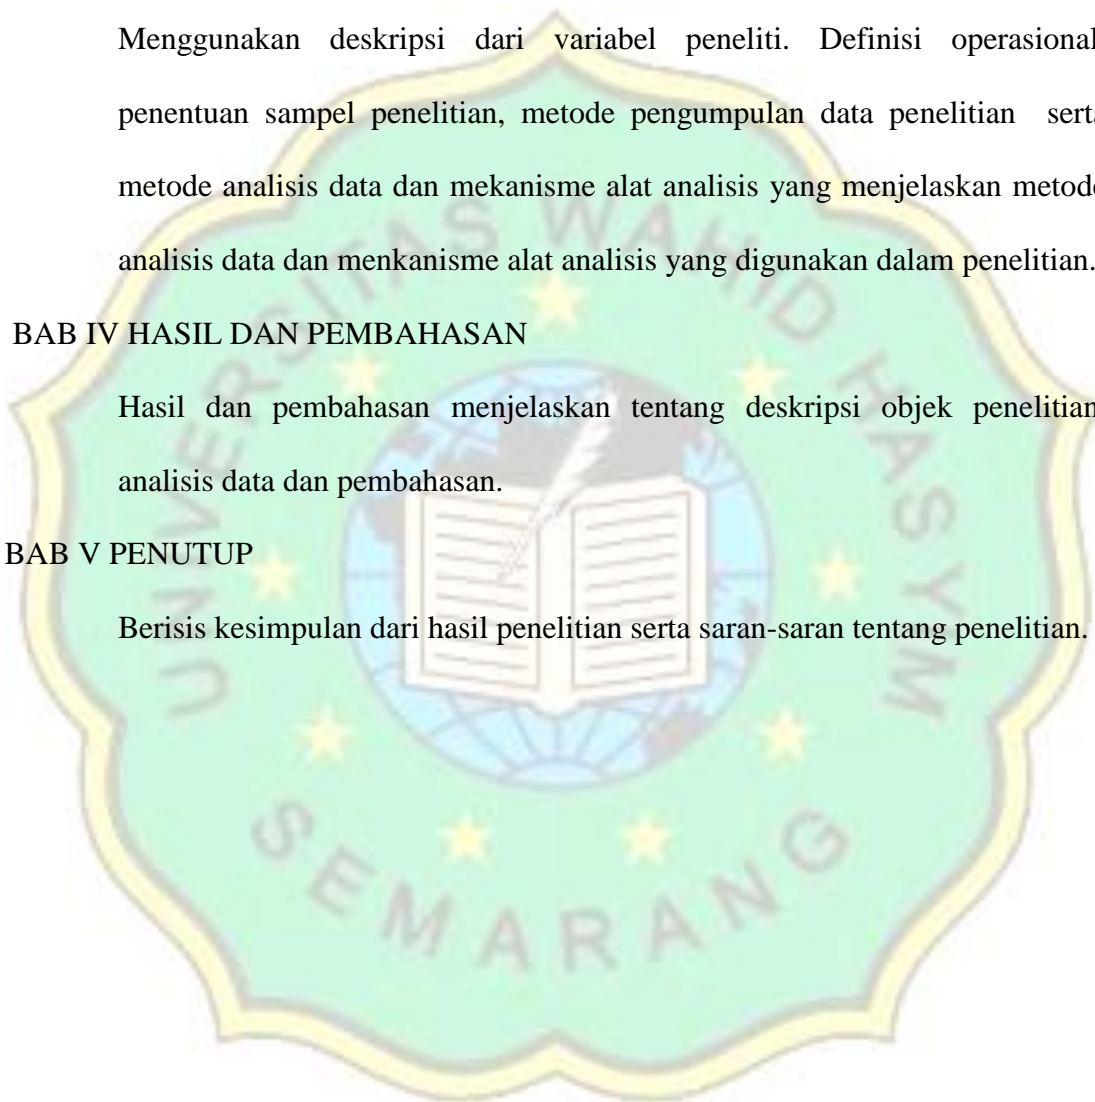 Menggunakan deskripsi dari variabel peneliti. Definisi operasional
penentuan sampel penelitian, metode pengumpulan data penelitian serta
metode analisis data dan mekanisme alat analisis yang menjelaskan metode
analisis data dan menkanisme alat analisis yang digunakan dalam penelitian.
BAB IV HASIL DAN PEMBAHASAN
Hasil dan pembahasan menjelaskan tentang deskripsi objek penelitian
analisis data dan pembahasan.
BAB V PENUTUP
Berisis kesimpulan dari hasil penelitian serta saran-saran tentang penelitian.
UNIVERSITAS WAHID HASYIM
SEMARANG